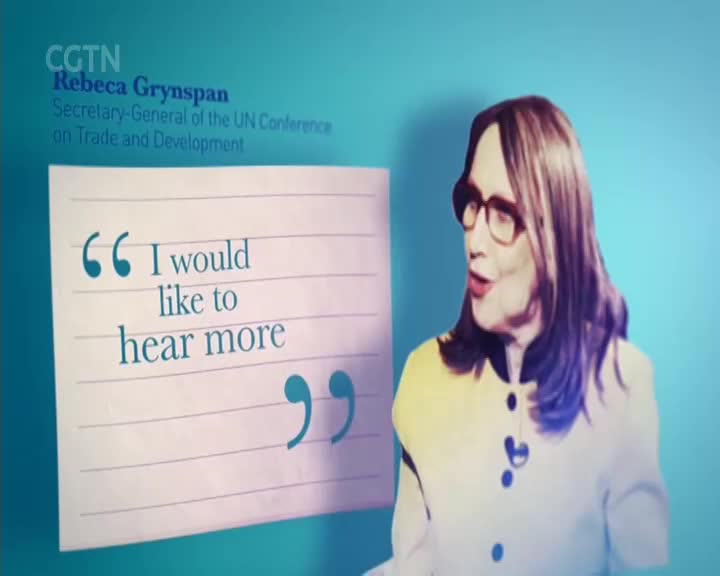 CGTN
Rebeca Grynspan
Secretary-General of the UN Conference
on Trade and Development
“ I would
like to
hear more
”